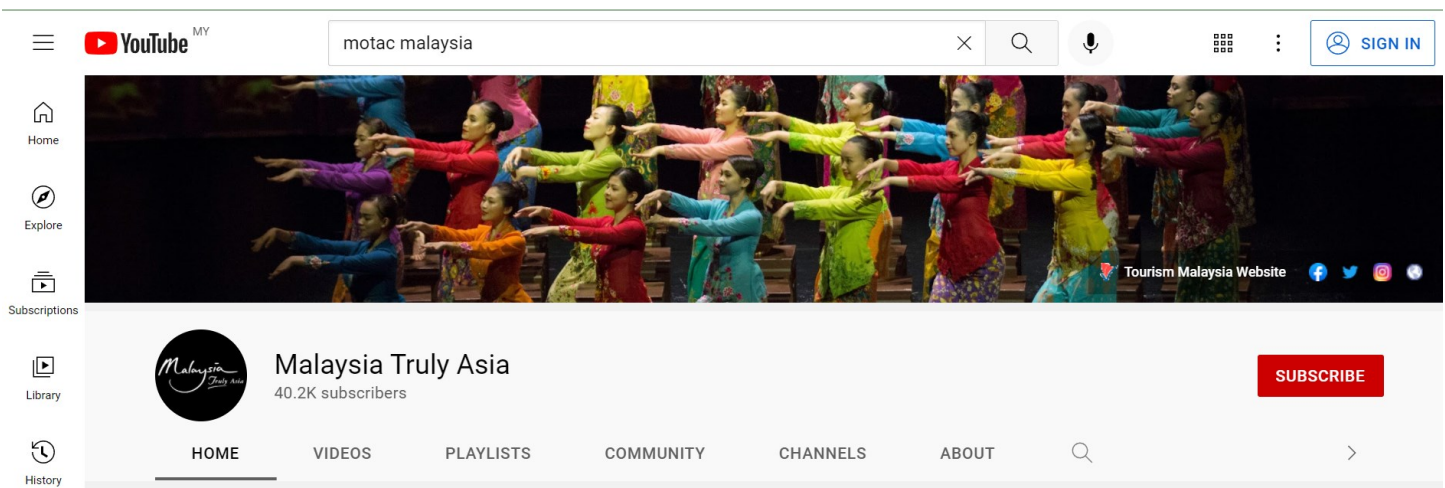 YouTube MY
motac malaysia
SIGN IN
Home
Explore
Subscriptions
Library
History
Tourism Malaysia Website
Malaysia
Truly Asia
Malaysia Truly Asia
40.2K subscribers
SUBSCRIBE
HOME VIDEOS PLAYLISTS COMMUNITY CHANNELS ABOUT